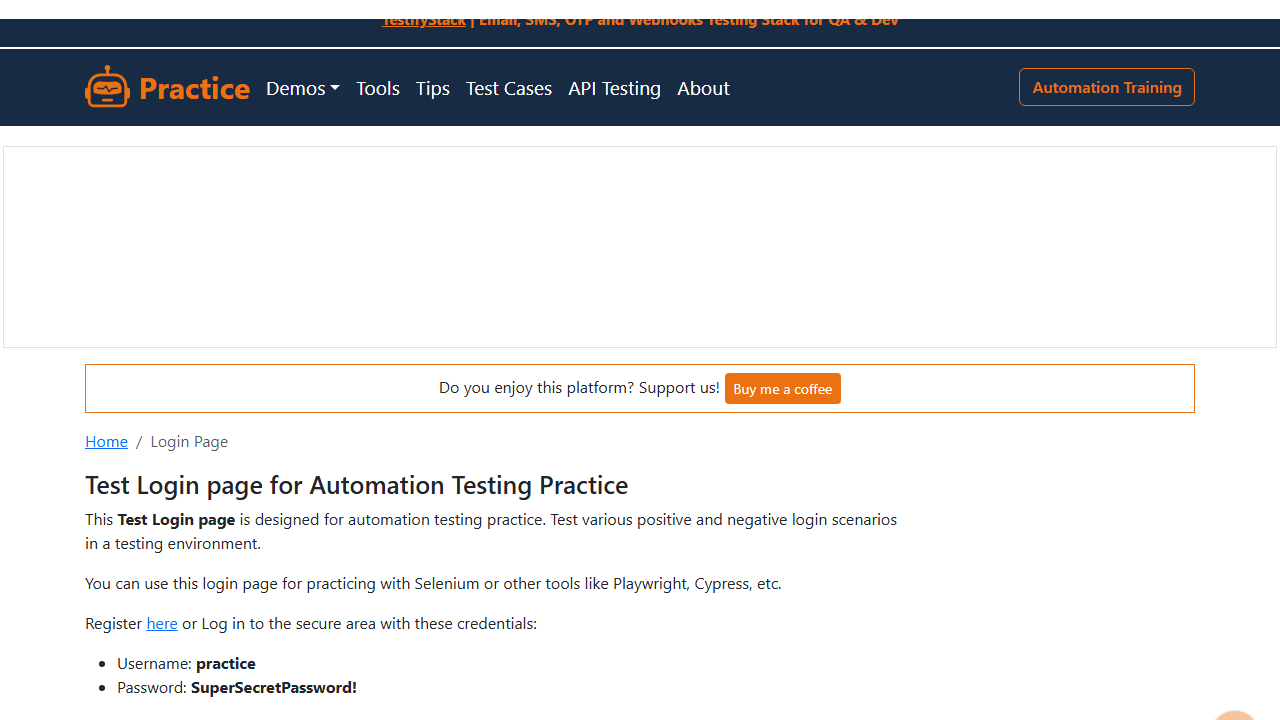 TestifyStack | Email, SMS, OTP and Webhooks Testing Stack for QA & Dev
Practice Demos Tools Tips Test Cases API Testing About Automation Training
Do you enjoy this platform? Support us! Buy me a coffee
Home / Login Page
Test Login page for Automation Testing Practice
This Test Login page is designed for automation testing practice. Test various positive and negative login scenarios
in a testing environment.
You can use this login page for practicing with Selenium or other tools like Playwright, Cypress, etc.
Register here or Log in to the secure area with these credentials:
Username: practice
Password: SuperSecretPassword!